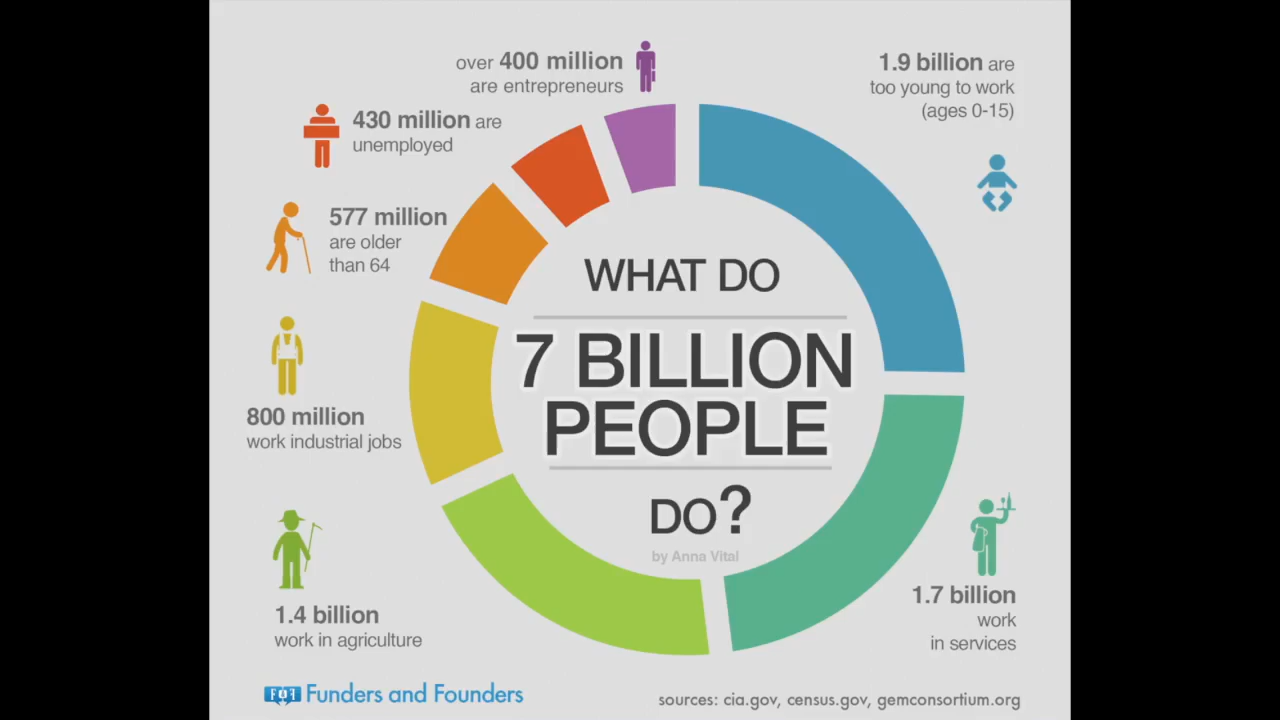 over 400 million
are entrepreneurs
1.9 billion are
too young to work
(ages 0-15)
430 million are
unemployed
577 million
are older
than 64
WHAT DO
7 BILLION
PEOPLE
DO?
by Anna Vital
800 million
work industrial jobs
1.4 billion
work in agriculture
1.7 billion
work
in services
F&F Funders and Founders
sources: cia.gov, census.gov, gemconsortium.org